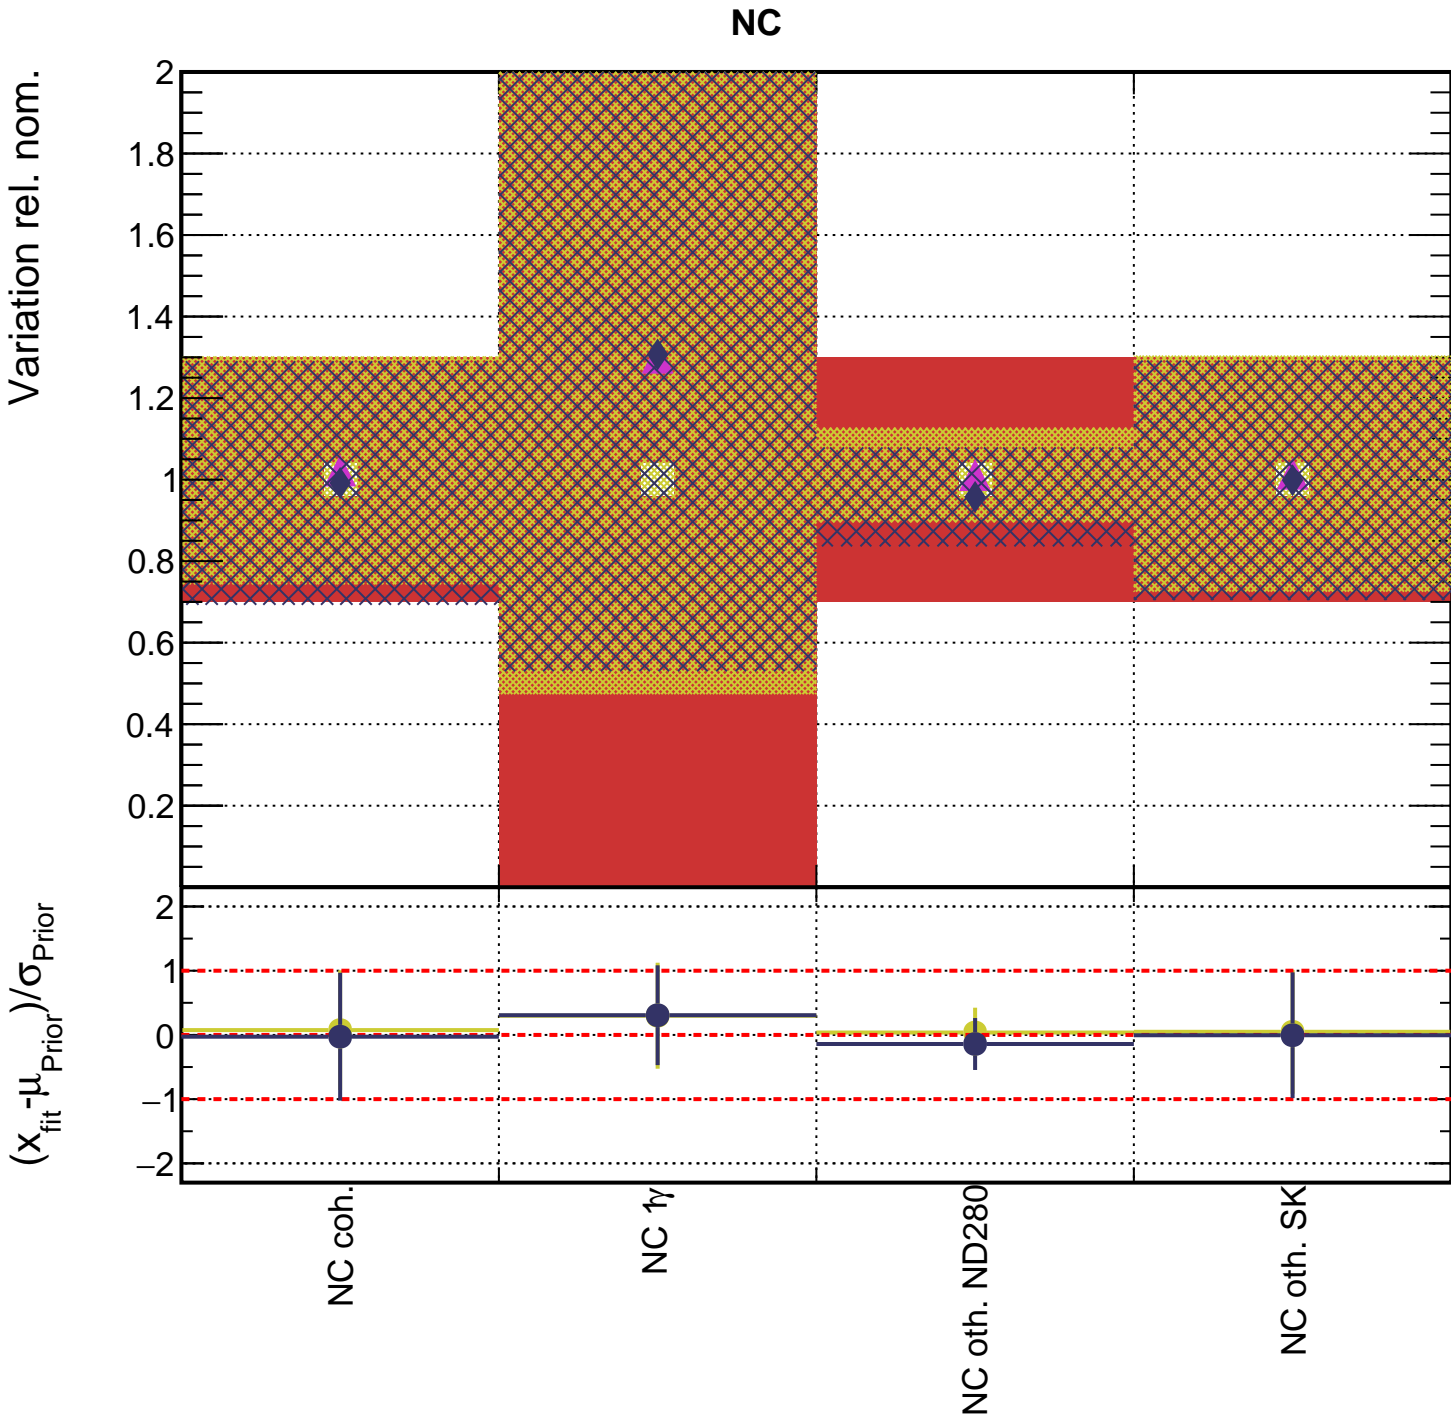 NC
Variation rel. nom.
2
1.8
1.6
1.4
1.2
1
0.8
0.6
0.4
0.2
(x_fit-μ_Prior)/σ_Prior
2
1
0
−1
−2
NC coh.
NC 1γ
NC oth. ND280
NC oth. SK